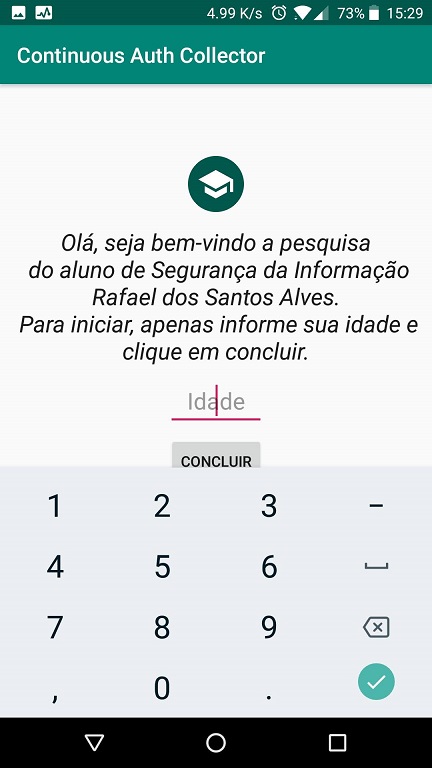 4.99 K/s 73% 15:29
Continuous Auth Collector
Olá, seja bem-vindo a pesquisa
do aluno de Segurança da Informação
Rafael dos Santos Alves.
Para iniciar, apenas informe sua idade e
clique em concluir.
Idade
CONCLUIR
1 2 3 -
4 5 6
7 8 9
, 0 .